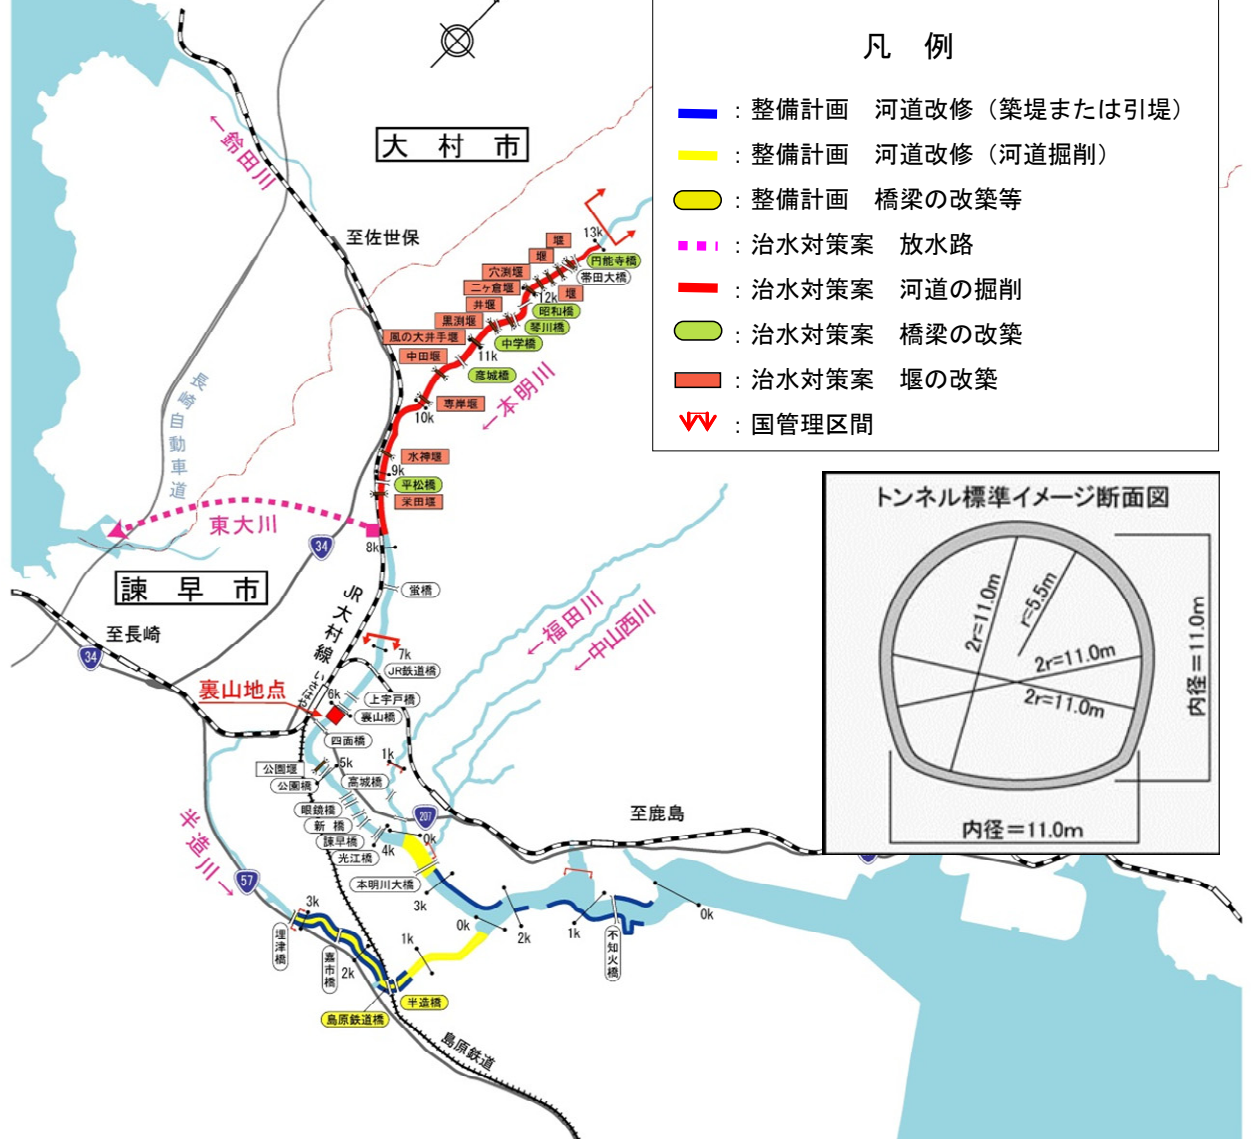 凡 例
：整備計画 河道改修（築堤または引堤）
：整備計画 河道改修（河道掘削）
：整備計画 橋梁の改築等
：治水対策案 放水路
：治水対策案 河道の掘削
：治水対策案 橋梁の改築
：治水対策案 堰の改築
：国管理区間
大 村 市
←鈴田川
至佐世保
13k
堰
堰
円能寺橋
穴渕堰
帯田大橋
二ヶ倉堰
12k
堰
井堰
昭和橋
黒渕堰
琴川橋
風の大井手堰
中学橋
11k
中田堰
彦城橋
←本明川
専岸堰
10k
長崎自動車道
水神堰
9k
平松橋
栄田堰
東大川
34
8k
諫 早 市
蛍橋
JR大村線
至長崎
34
7k
JR鉄道橋
←福田川
←中山西川
いさはや
裏山地点
6k
上宇戸橋
裏山橋
四面橋
5k
1k
公園堰
公園橋
高城橋
眼鏡橋
新 橋
諫早橋
光江橋
4k
0k
207
至鹿島
半造川→
57
本明川大橋
3k
3k
0k
2k
1k
0k
不知火橋
埋津橋
嘉市橋
2k
1k
半造橋
島原鉄道橋
島原鉄道
トンネル標準イメージ断面図
2r=11.0m
r=5.5m
2r=11.0m
2r=11.0m
内径＝11.0m
内径＝11.0m